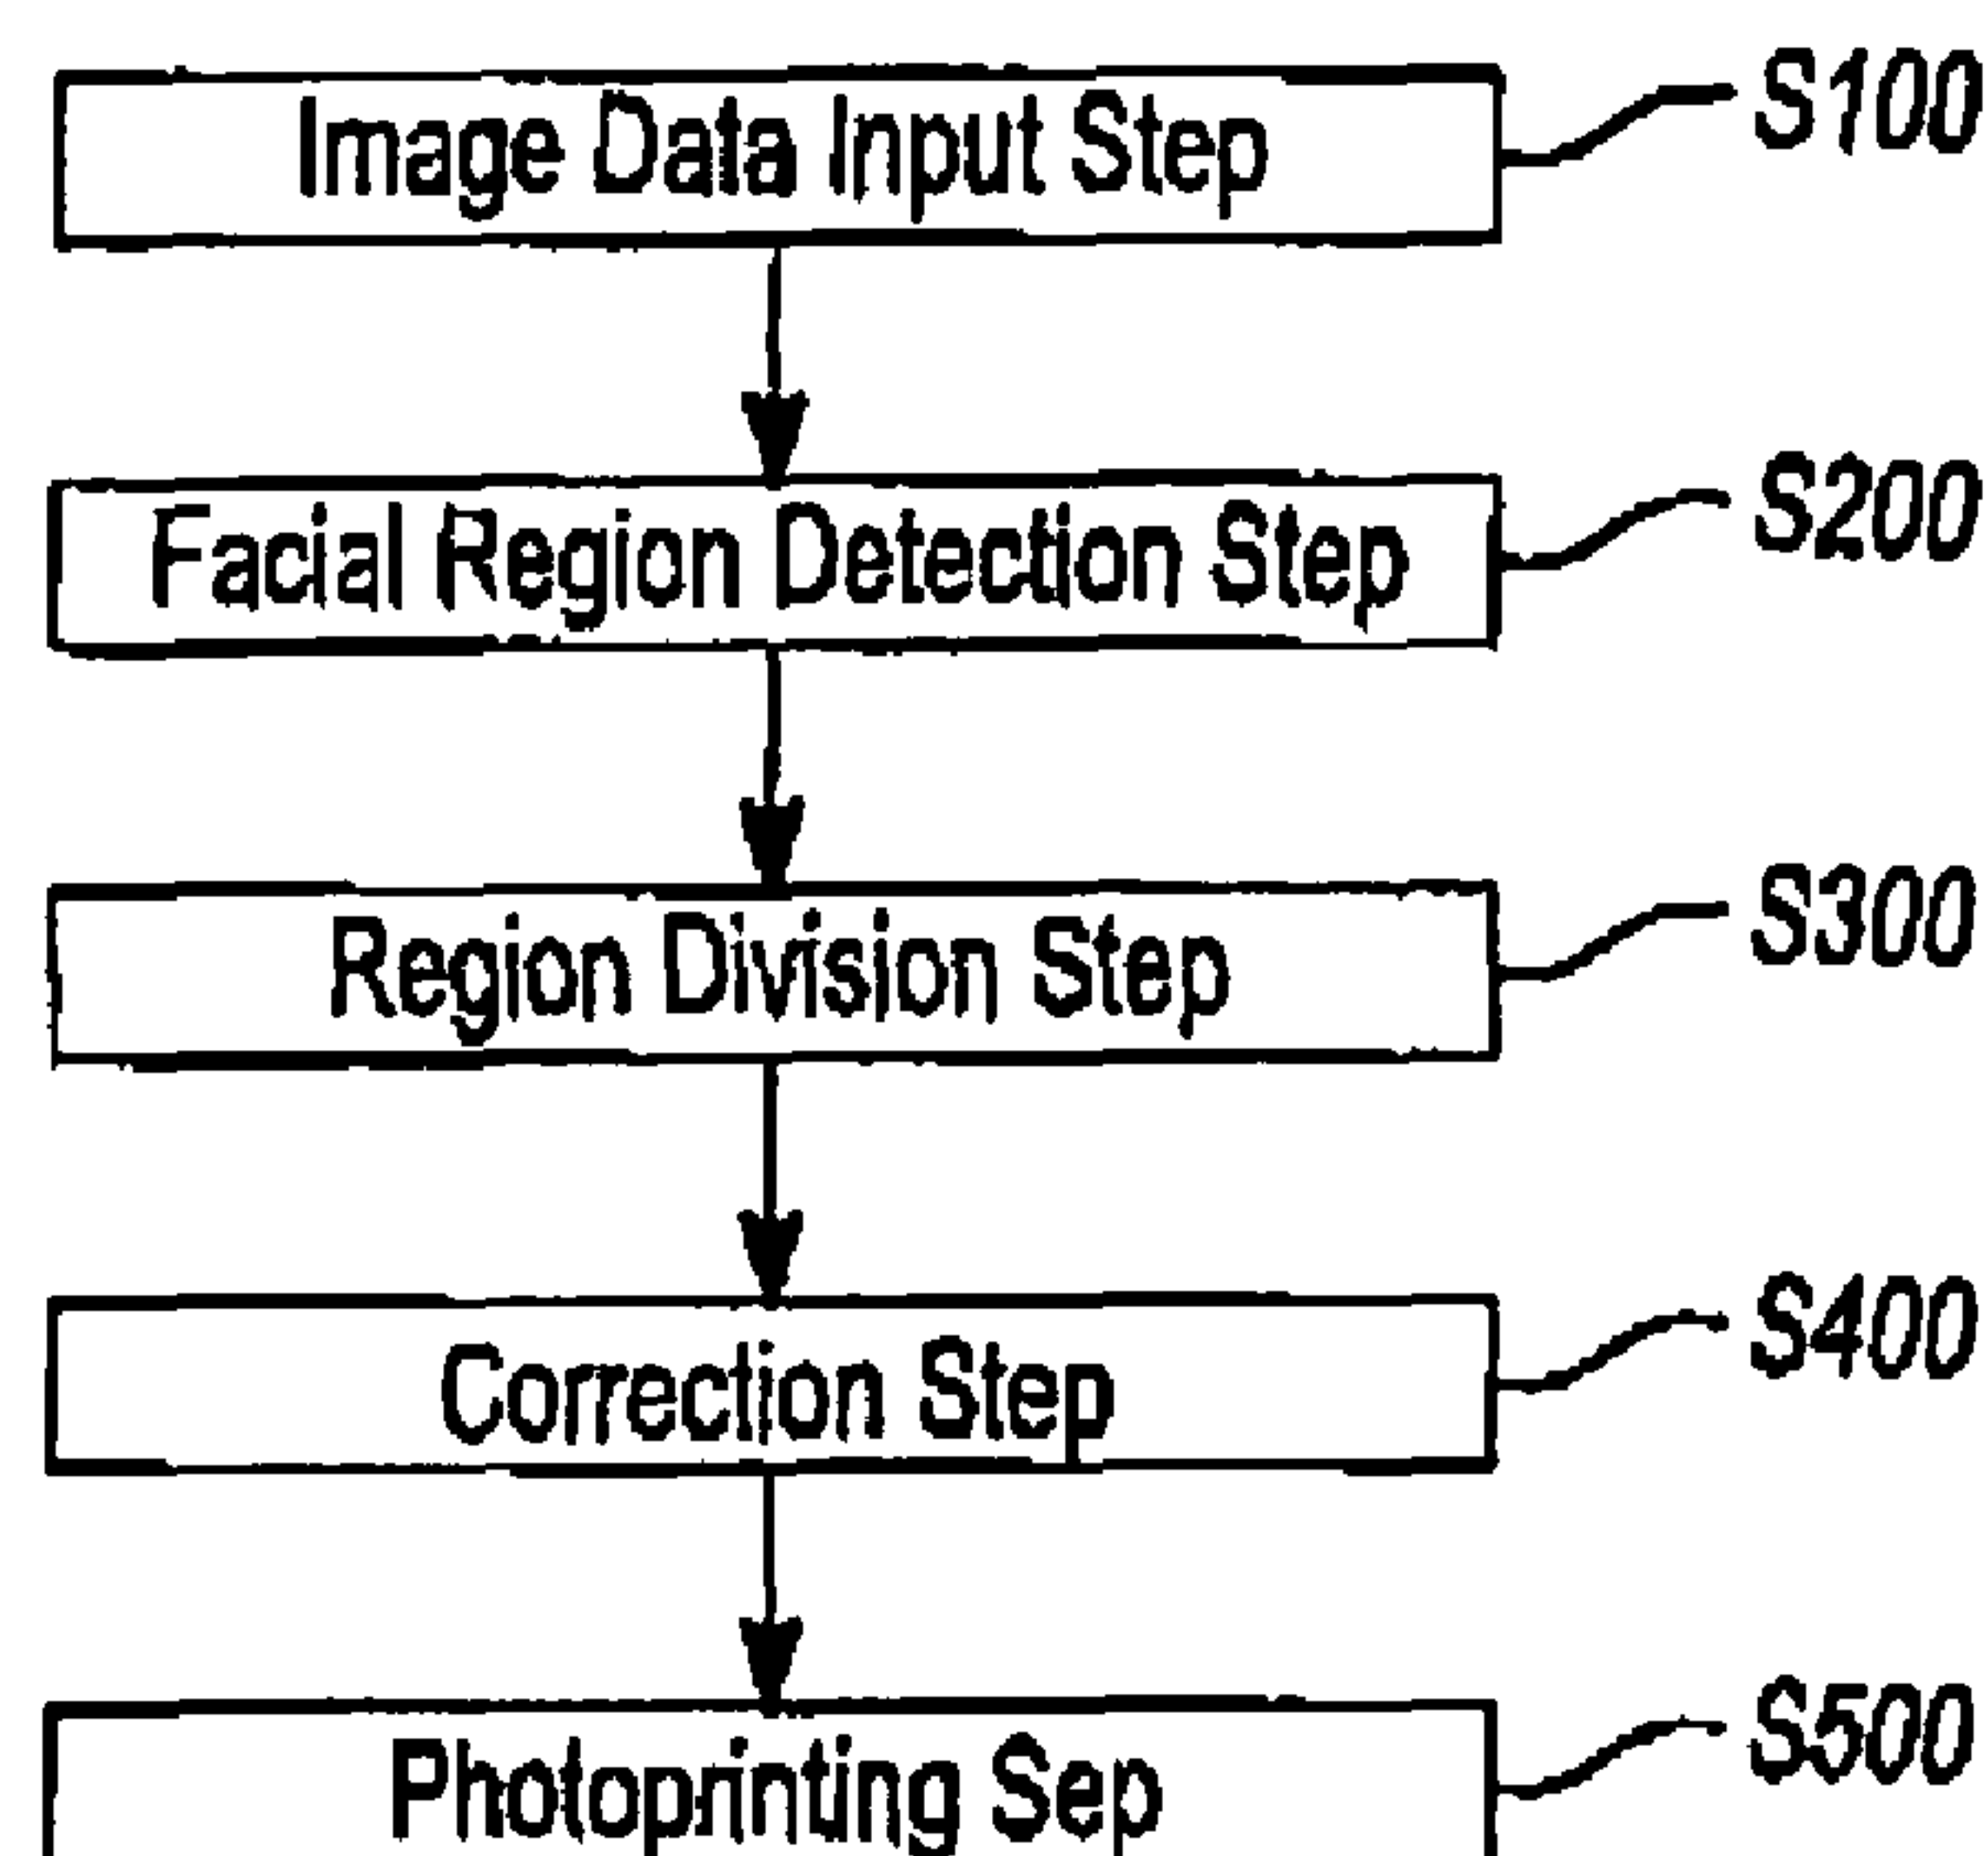 Image Data Input Step S100
Facial Region Detection Step S200
Region Division Step S300
Correction Step S400
Photoprinting Sep S500